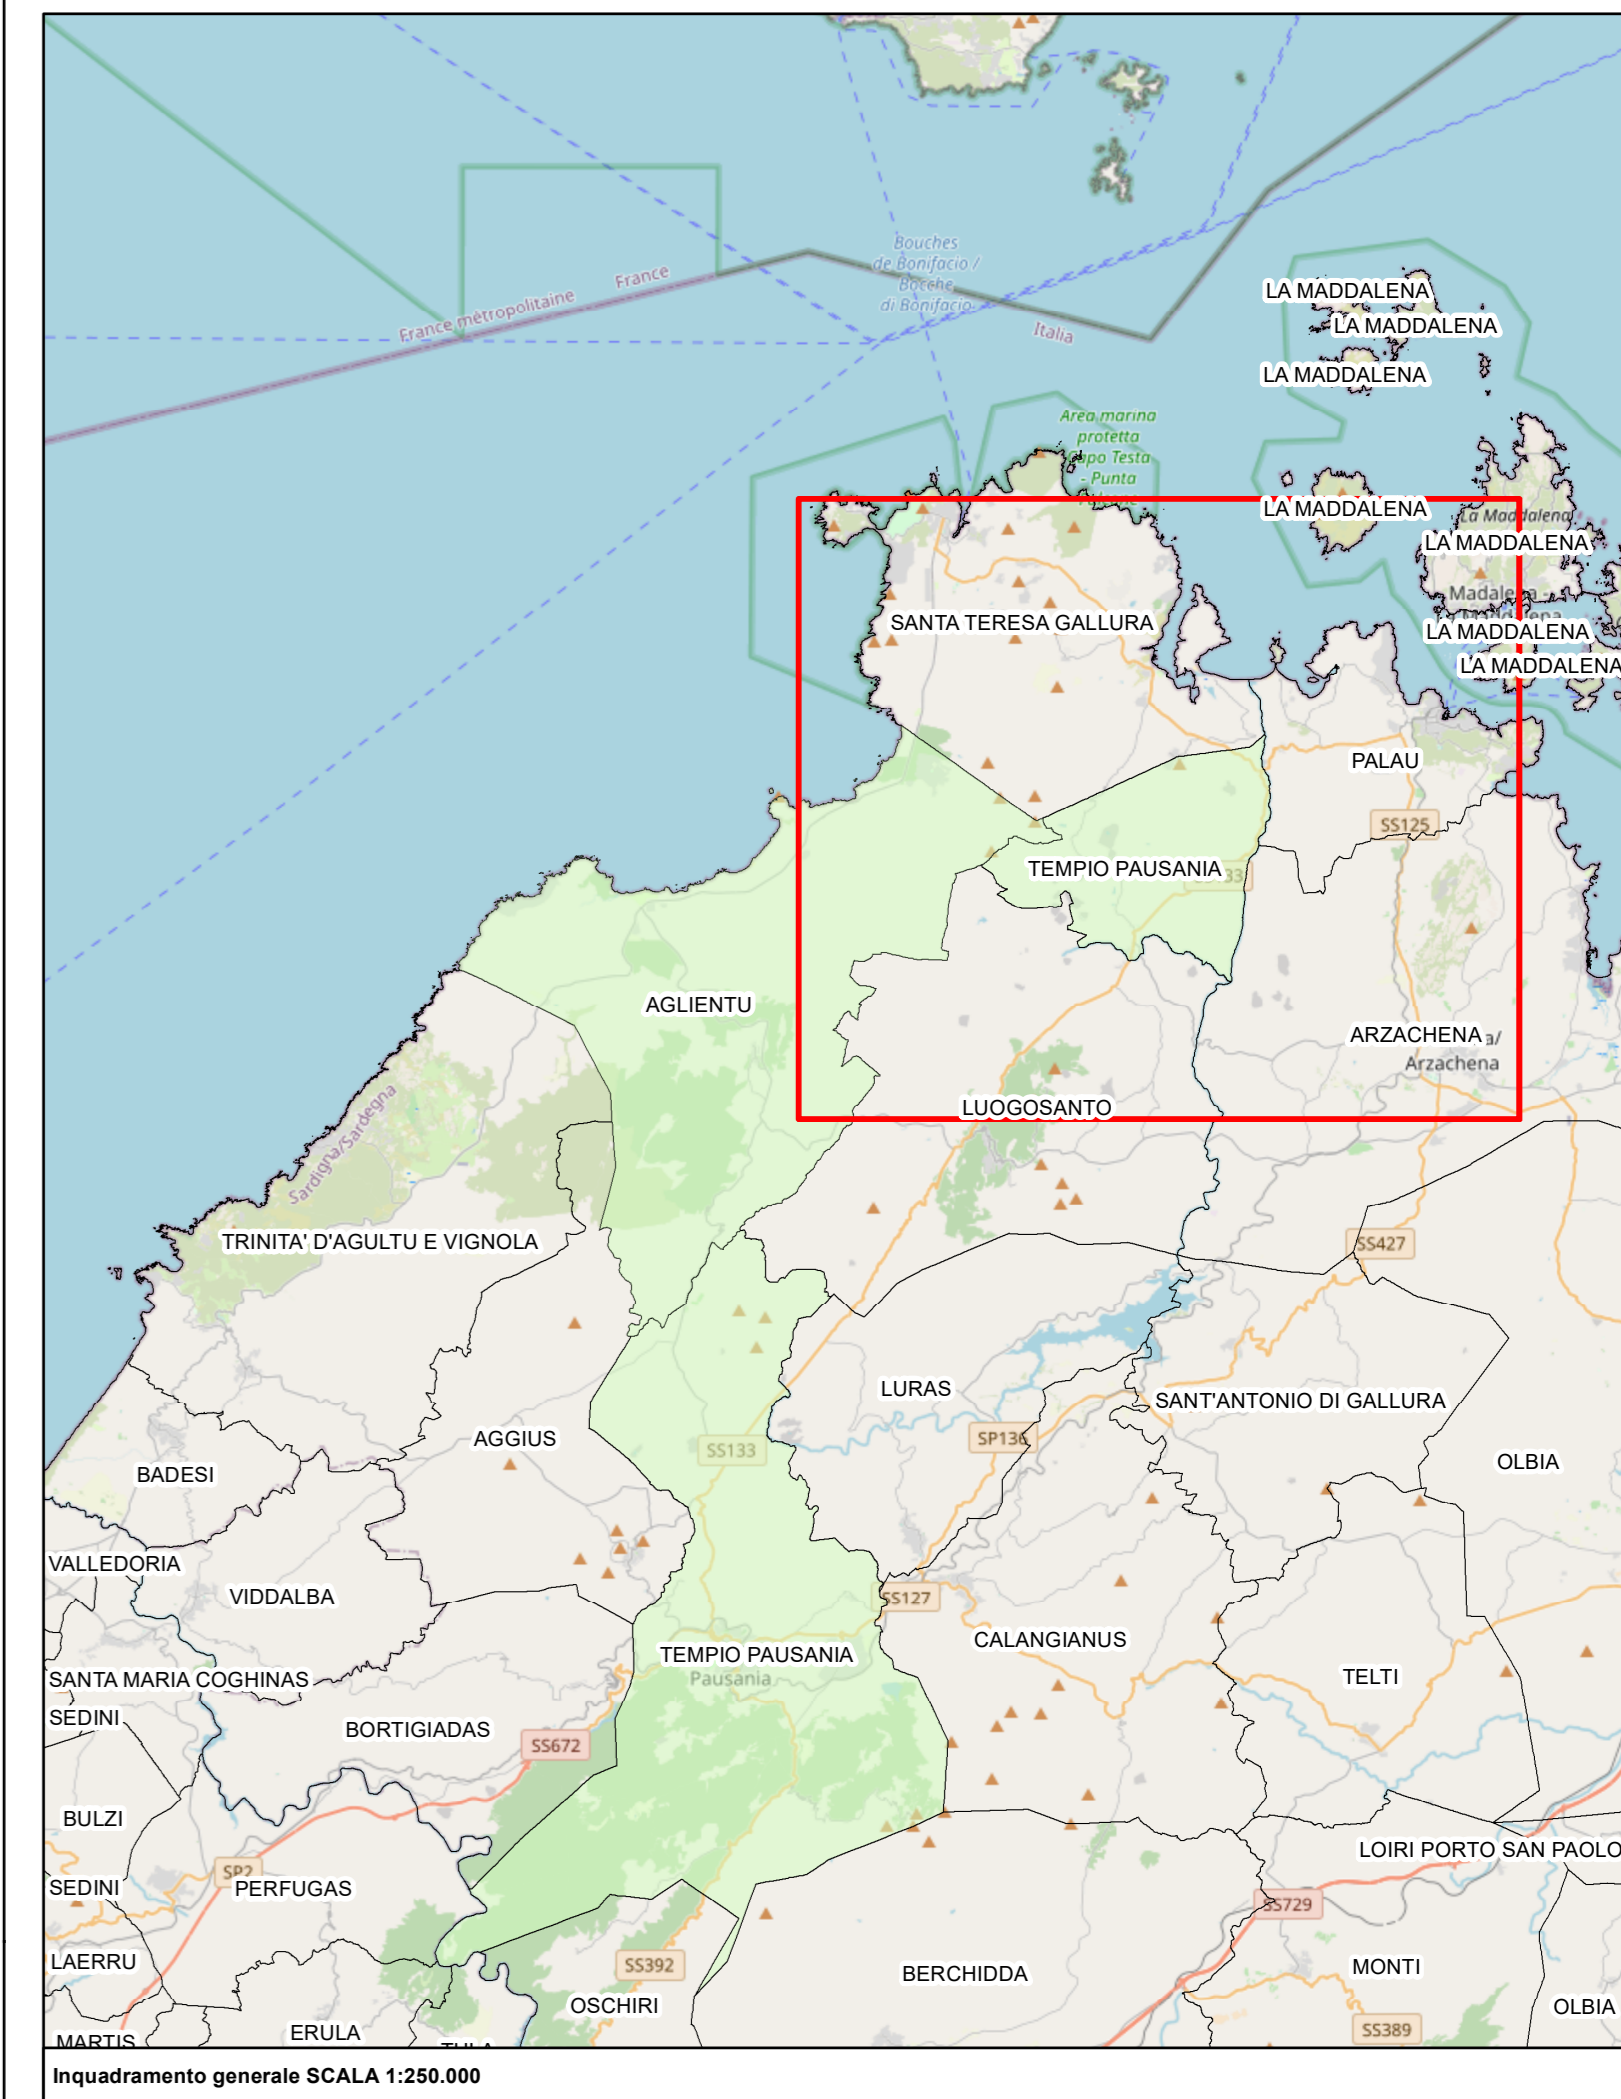 Bouches
de Bonifacio /
Bocche
di Bonifacio
France
France métropolitaine
Italia
LA MADDALENA
LA MADDALENA
LA MADDALENA
Area marina
protetta
Capo Testa
- Punta
LA MADDALENA
La Maddalena
LA MADDALENA
LA MADDALENA
LA MADDALENA
SANTA TERESA GALLURA
PALAU
SS125
TEMPIO PAUSANIA
AGLIENTU
ARZACHENA
Arzachena
LUOGOSANTO
Sardigna/Sardegna
TRINITA' D'AGULTU E VIGNOLA
SS427
LURAS
SANT'ANTONIO DI GALLURA
AGGIUS
SP136
SS133
OLBIA
BADESI
VALLEDORIA
VIDDALBA
SS127
CALANGIANUS
TEMPIO PAUSANIA
Pausania
TELTI
SANTA MARIA COGHINAS
SEDINI
BORTIGIADAS
SS672
BULZI
LOIRI PORTO SAN PAOLO
SP2
SEDINI
PERFUGAS
SS729
LAERRU
SS392
BERCHIDDA
MONTI
OSCHIRI
OLBIA
ERULA
SS389
MARTIS
TULA
Inquadramento generale SCALA 1:250.000